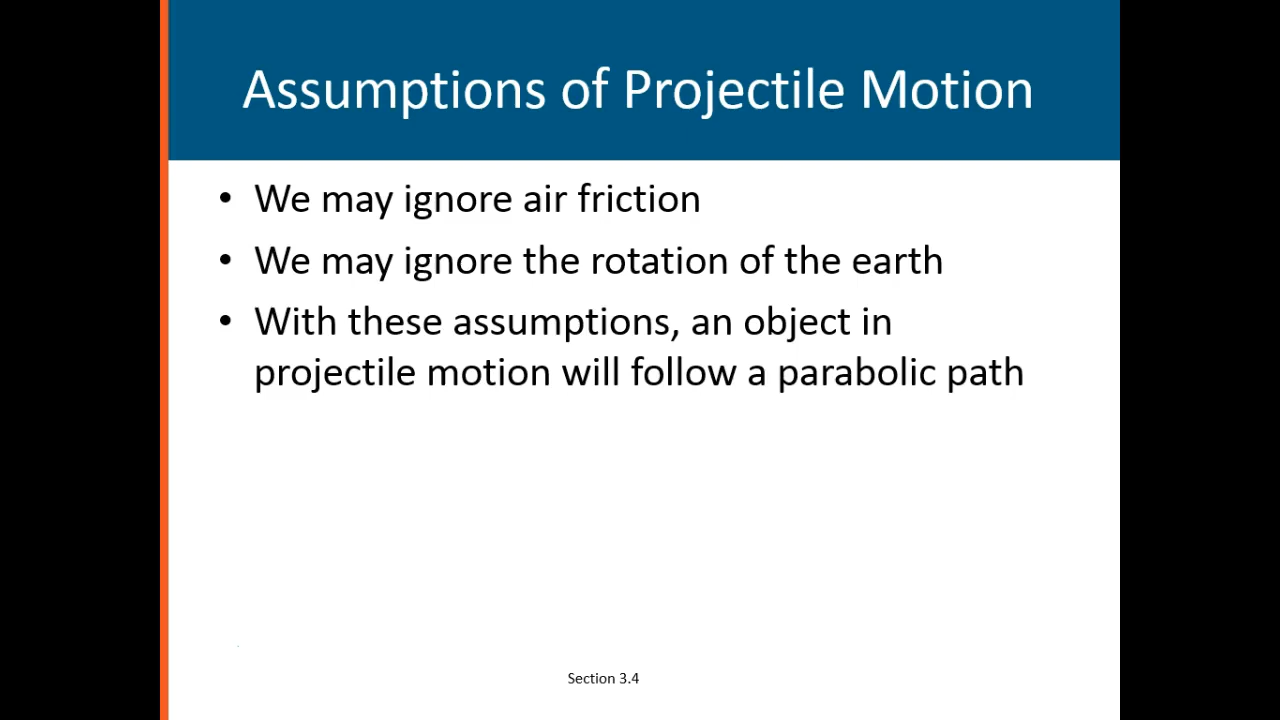 Assumptions of Projectile Motion
• We may ignore air friction
• We may ignore the rotation of the earth
• With these assumptions, an object in
projectile motion will follow a parabolic path
Section 3.4